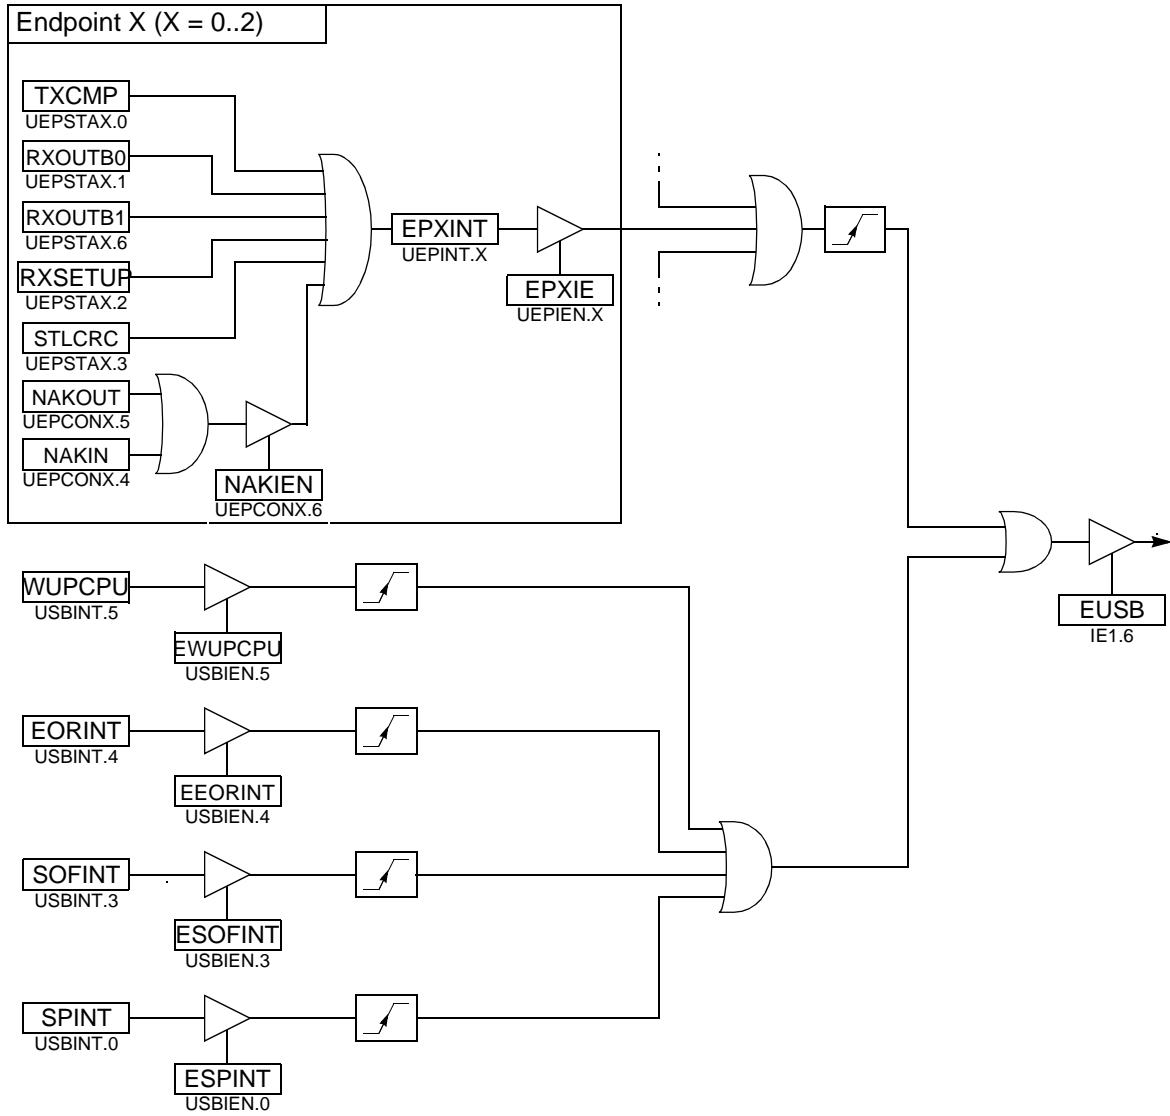 Endpoint X (X = 0..2)
TXCMP
UEPSTAX.0
RXOUTB0
UEPSTAX.1
RXOUTB1
UEPSTAX.6
RXSETUP
UEPSTAX.2
STLCRC
UEPSTAX.3
NAKOUT
UEPCONX.5
NAKIN
UEPCONX.4
NAKIEN
UEPCONX.6
EPXINT
UEPINT.X
EPXIE
UEPIEN.X
WUPCPU
USBINT.5
EWUPCPU
USBIEN.5
EORINT
USBINT.4
EEORINT
USBIEN.4
SOFINT
USBINT.3
ESOFINT
USBIEN.3
SPINT
USBINT.0
ESPINT
USBIEN.0
EUSB
IE1.6